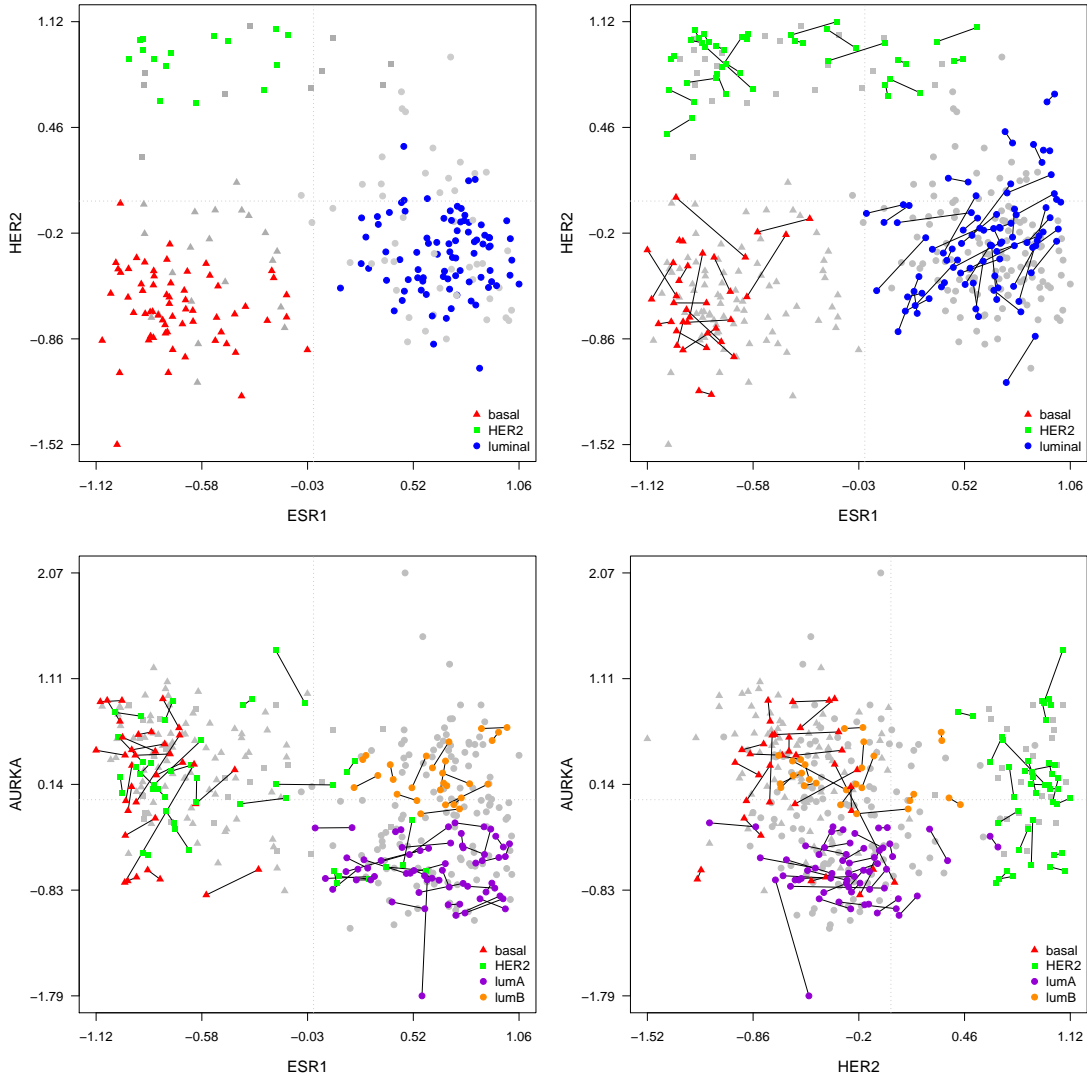 1.12
0.46
−0.2
−0.86
−1.52
HER2
basal
HER2
luminal
−1.12
−0.58
−0.03
0.52
1.06
ESR1
1.12
0.46
−0.2
−0.86
−1.52
HER2
basal
HER2
luminal
−1.12
−0.58
−0.03
0.52
1.06
ESR1
2.07
1.11
0.14
−0.83
−1.79
AURKA
basal
HER2
lumA
lumB
−1.12
−0.58
−0.03
0.52
1.06
ESR1
2.07
1.11
0.14
−0.83
−1.79
AURKA
basal
HER2
lumA
lumB
−1.52
−0.86
−0.2
0.46
1.12
HER2